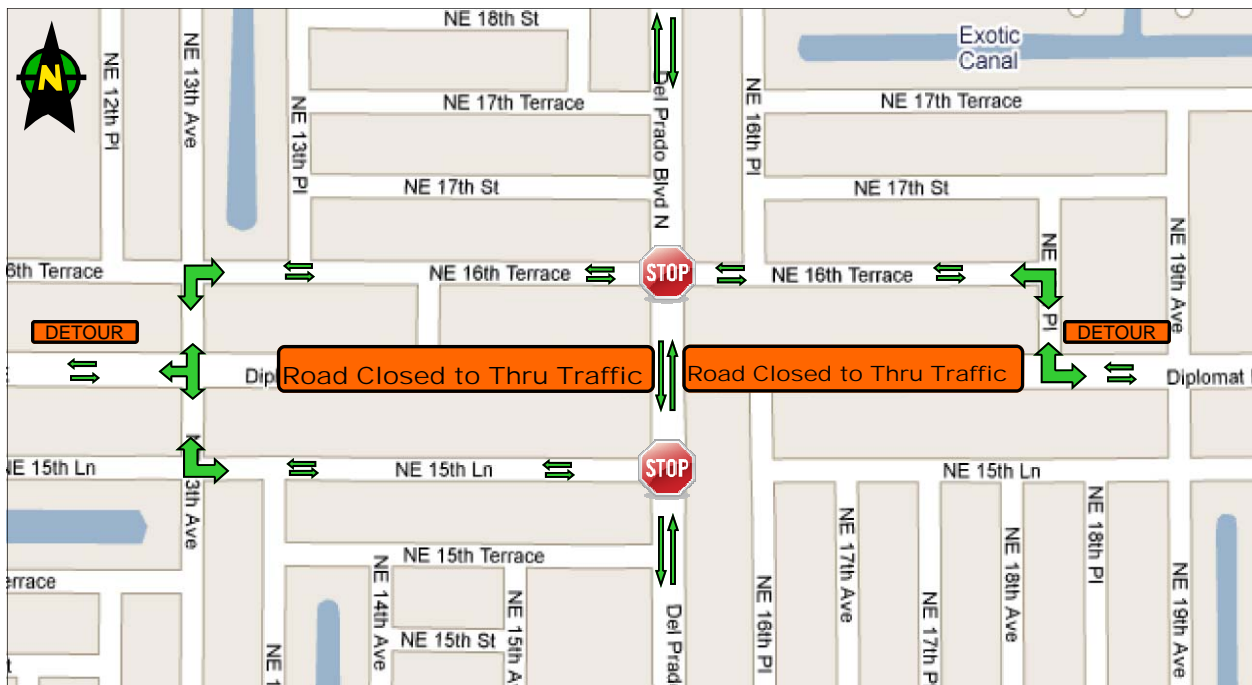 NE 18th St
Exotic
Canal
N
NE 12th Pl
NE 13th Ave
NE 13th Pl
NE 17th Terrace
Del Prado Blvd N
NE 16th Pl
NE 17th Terrace
NE 17th St
NE 17th St
6th Terrace
NE 16th Terrace
STOP
NE 16th Terrace
NE
Pl
NE 19th Ave
DETOUR
DETOUR
Dipl
Road Closed to Thru Traffic
Road Closed to Thru Traffic
Diplomat
NE 15th Ln
3th Ave
NE 15th Ln
STOP
NE 15th Ln
NE 15th Terrace
errace
NE 14th Ave
NE 15th St
NE 15th A
NE 1
Del Prado
NE 16th Pl
NE 17th Ave
NE 17th P
NE 18th Ave
NE 18th Pl
NE 19th Ave
t